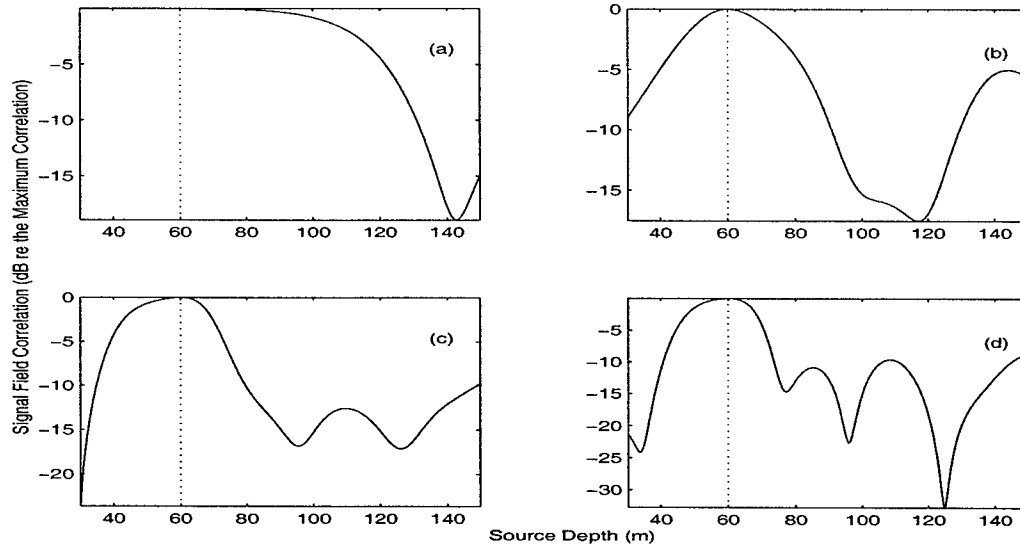 (a)
−5
−10
−15
40 60 80 100 120 140
(b)
0
−5
−10
−15
40 60 80 100 120
(c)
0
−5
−10
−15
−20
40 60 80 100 120 140
(d)
−5
−10
−15
−20
−25
−30
40 60 80 100 120 140
Signal Field Correlation (dB re the Maximum Correlation)
Source Depth (m)